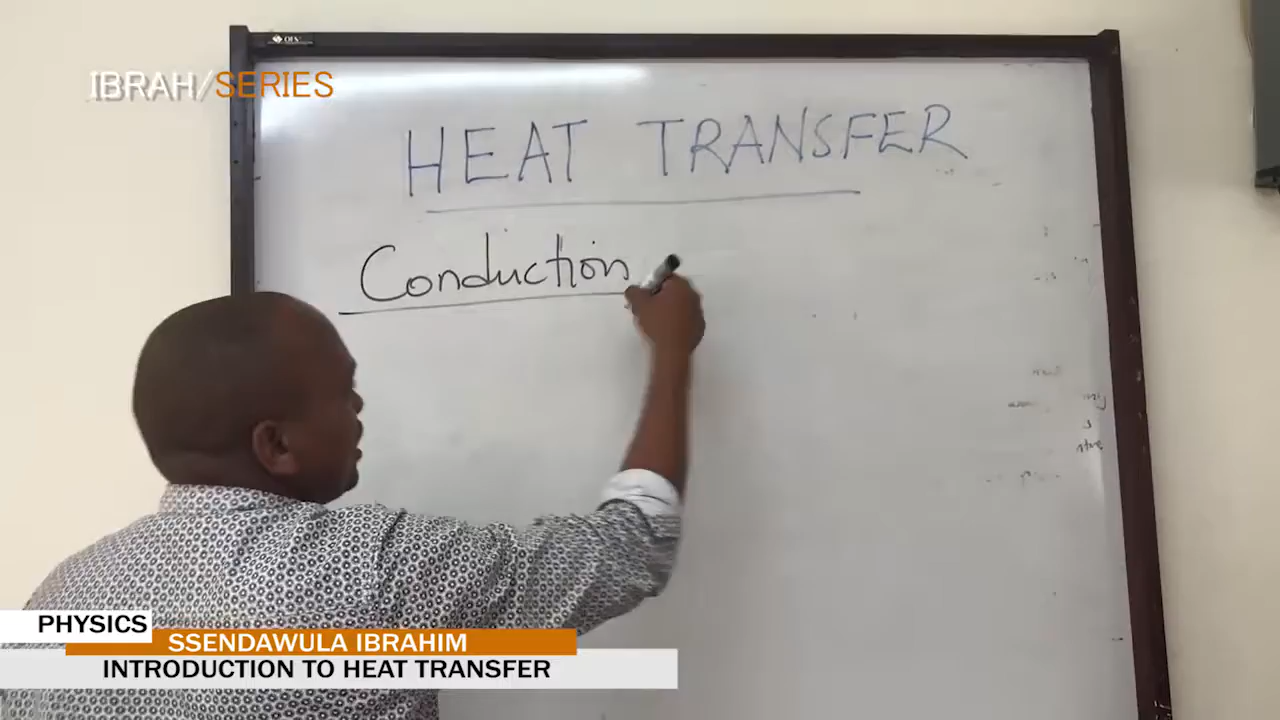 IBRAH/SERIES
HEAT TRANSFER
Conduction
PHYSICS
SSENDAWULA IBRAHIM
INTRODUCTION TO HEAT TRANSFER